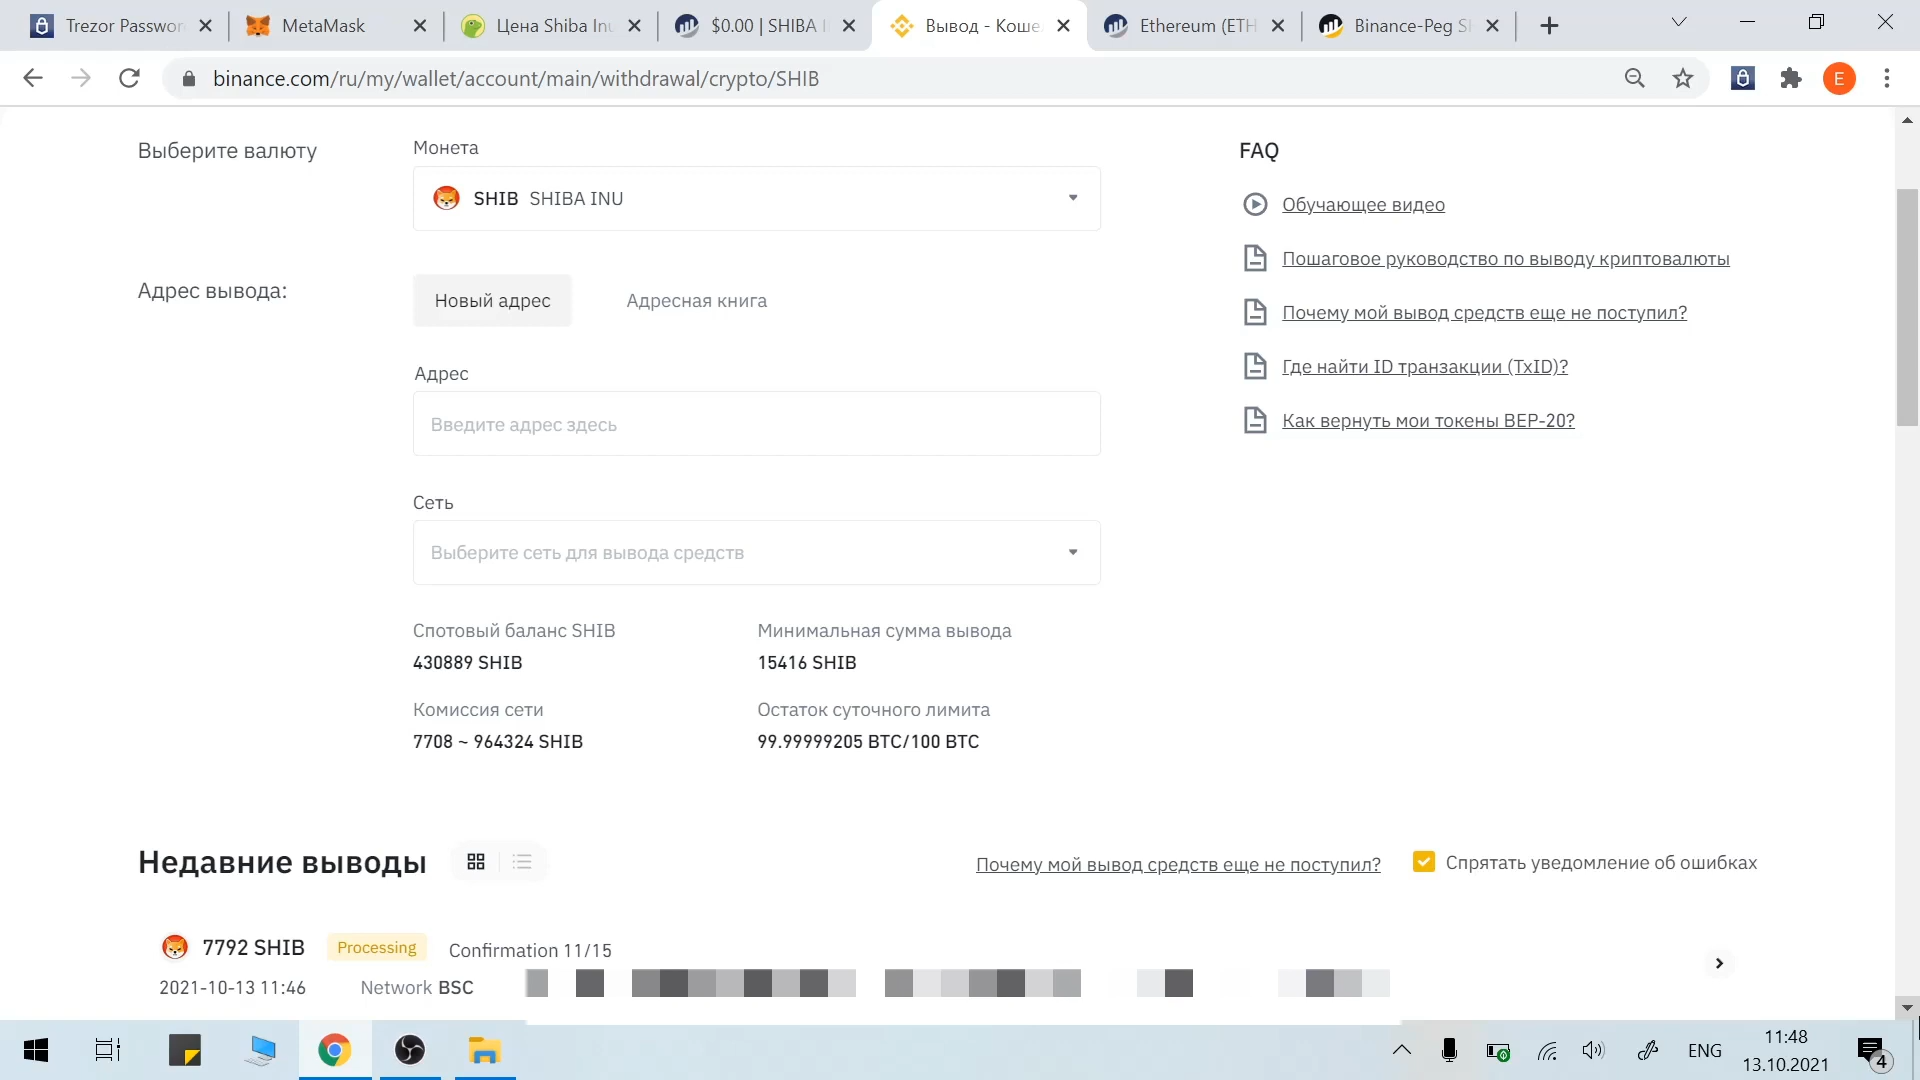 Trezor Passwor
MetaMask
Цена Shiba Inu
$0.00 | SHIBA I
Вывод - Коше
Ethereum (ETH
Binance-Peg SH
binance.com/ru/my/wallet/account/main/withdrawal/crypto/SHIB
E
Выберите валюту
Монета
SHIB SHIBA INU
Адрес вывода:
Новый адрес
Адресная книга
Адрес
Введите адрес здесь
Сеть
Выберите сеть для вывода средств
Спотовый баланс SHIB
430889 SHIB
Минимальная сумма вывода
15416 SHIB
Комиссия сети
7708 ~ 964324 SHIB
Остаток суточного лимита
99.99999205 BTC/100 BTC
FAQ
Обучающее видео
Пошаговое руководство по выводу криптовалюты
Почему мой вывод средств еще не поступил?
Где найти ID транзакции (TxID)?
Как вернуть мои токены BEP-20?
Недавние выводы
Почему мой вывод средств еще не поступил?
Спрятать уведомление об ошибках
7792 SHIB
Processing
Confirmation 11/15
2021-10-13 11:46
Network BSC
ENG
11:48
13.10.2021
4